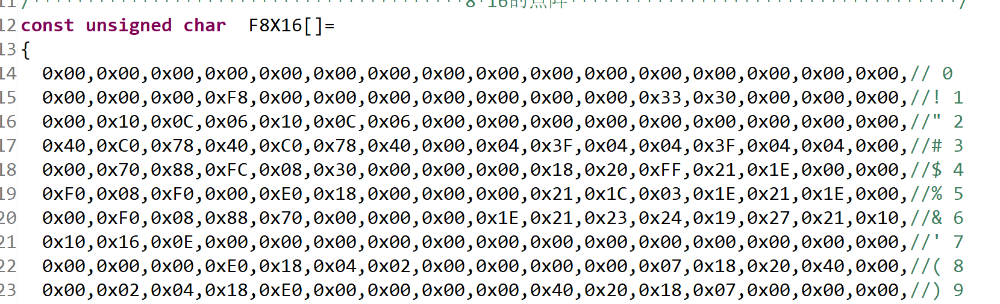 11 /************************************8*16的点阵************************************/
12 const unsigned char  F8X16[]=
13 {
14   0x00,0x00,0x00,0x00,0x00,0x00,0x00,0x00,0x00,0x00,0x00,0x00,0x00,0x00,0x00,0x00,// 0
15   0x00,0x00,0x00,0xF8,0x00,0x00,0x00,0x00,0x00,0x00,0x00,0x33,0x30,0x00,0x00,0x00,//! 1
16   0x00,0x10,0x0C,0x06,0x10,0x0C,0x06,0x00,0x00,0x00,0x00,0x00,0x00,0x00,0x00,0x00,//" 2
17   0x40,0xC0,0x78,0x40,0xC0,0x78,0x40,0x00,0x04,0x3F,0x04,0x04,0x3F,0x04,0x04,0x00,//# 3
18   0x00,0x70,0x88,0xFC,0x08,0x30,0x00,0x00,0x00,0x18,0x20,0xFF,0x21,0x1E,0x00,0x00,//$ 4
19   0xF0,0x08,0xF0,0x00,0xE0,0x18,0x00,0x00,0x00,0x21,0x1C,0x03,0x1E,0x21,0x1E,0x00,//% 5
20   0x00,0xF0,0x08,0x88,0x70,0x00,0x00,0x00,0x1E,0x21,0x23,0x24,0x19,0x27,0x21,0x10,//& 6
21   0x10,0x16,0x0E,0x00,0x00,0x00,0x00,0x00,0x00,0x00,0x00,0x00,0x00,0x00,0x00,0x00,//' 7
22   0x00,0x00,0x00,0xE0,0x18,0x04,0x02,0x00,0x00,0x00,0x00,0x07,0x18,0x20,0x40,0x00,//( 8
23   0x00,0x02,0x04,0x18,0xE0,0x00,0x00,0x00,0x00,0x40,0x20,0x18,0x07,0x00,0x00,0x00,//) 9